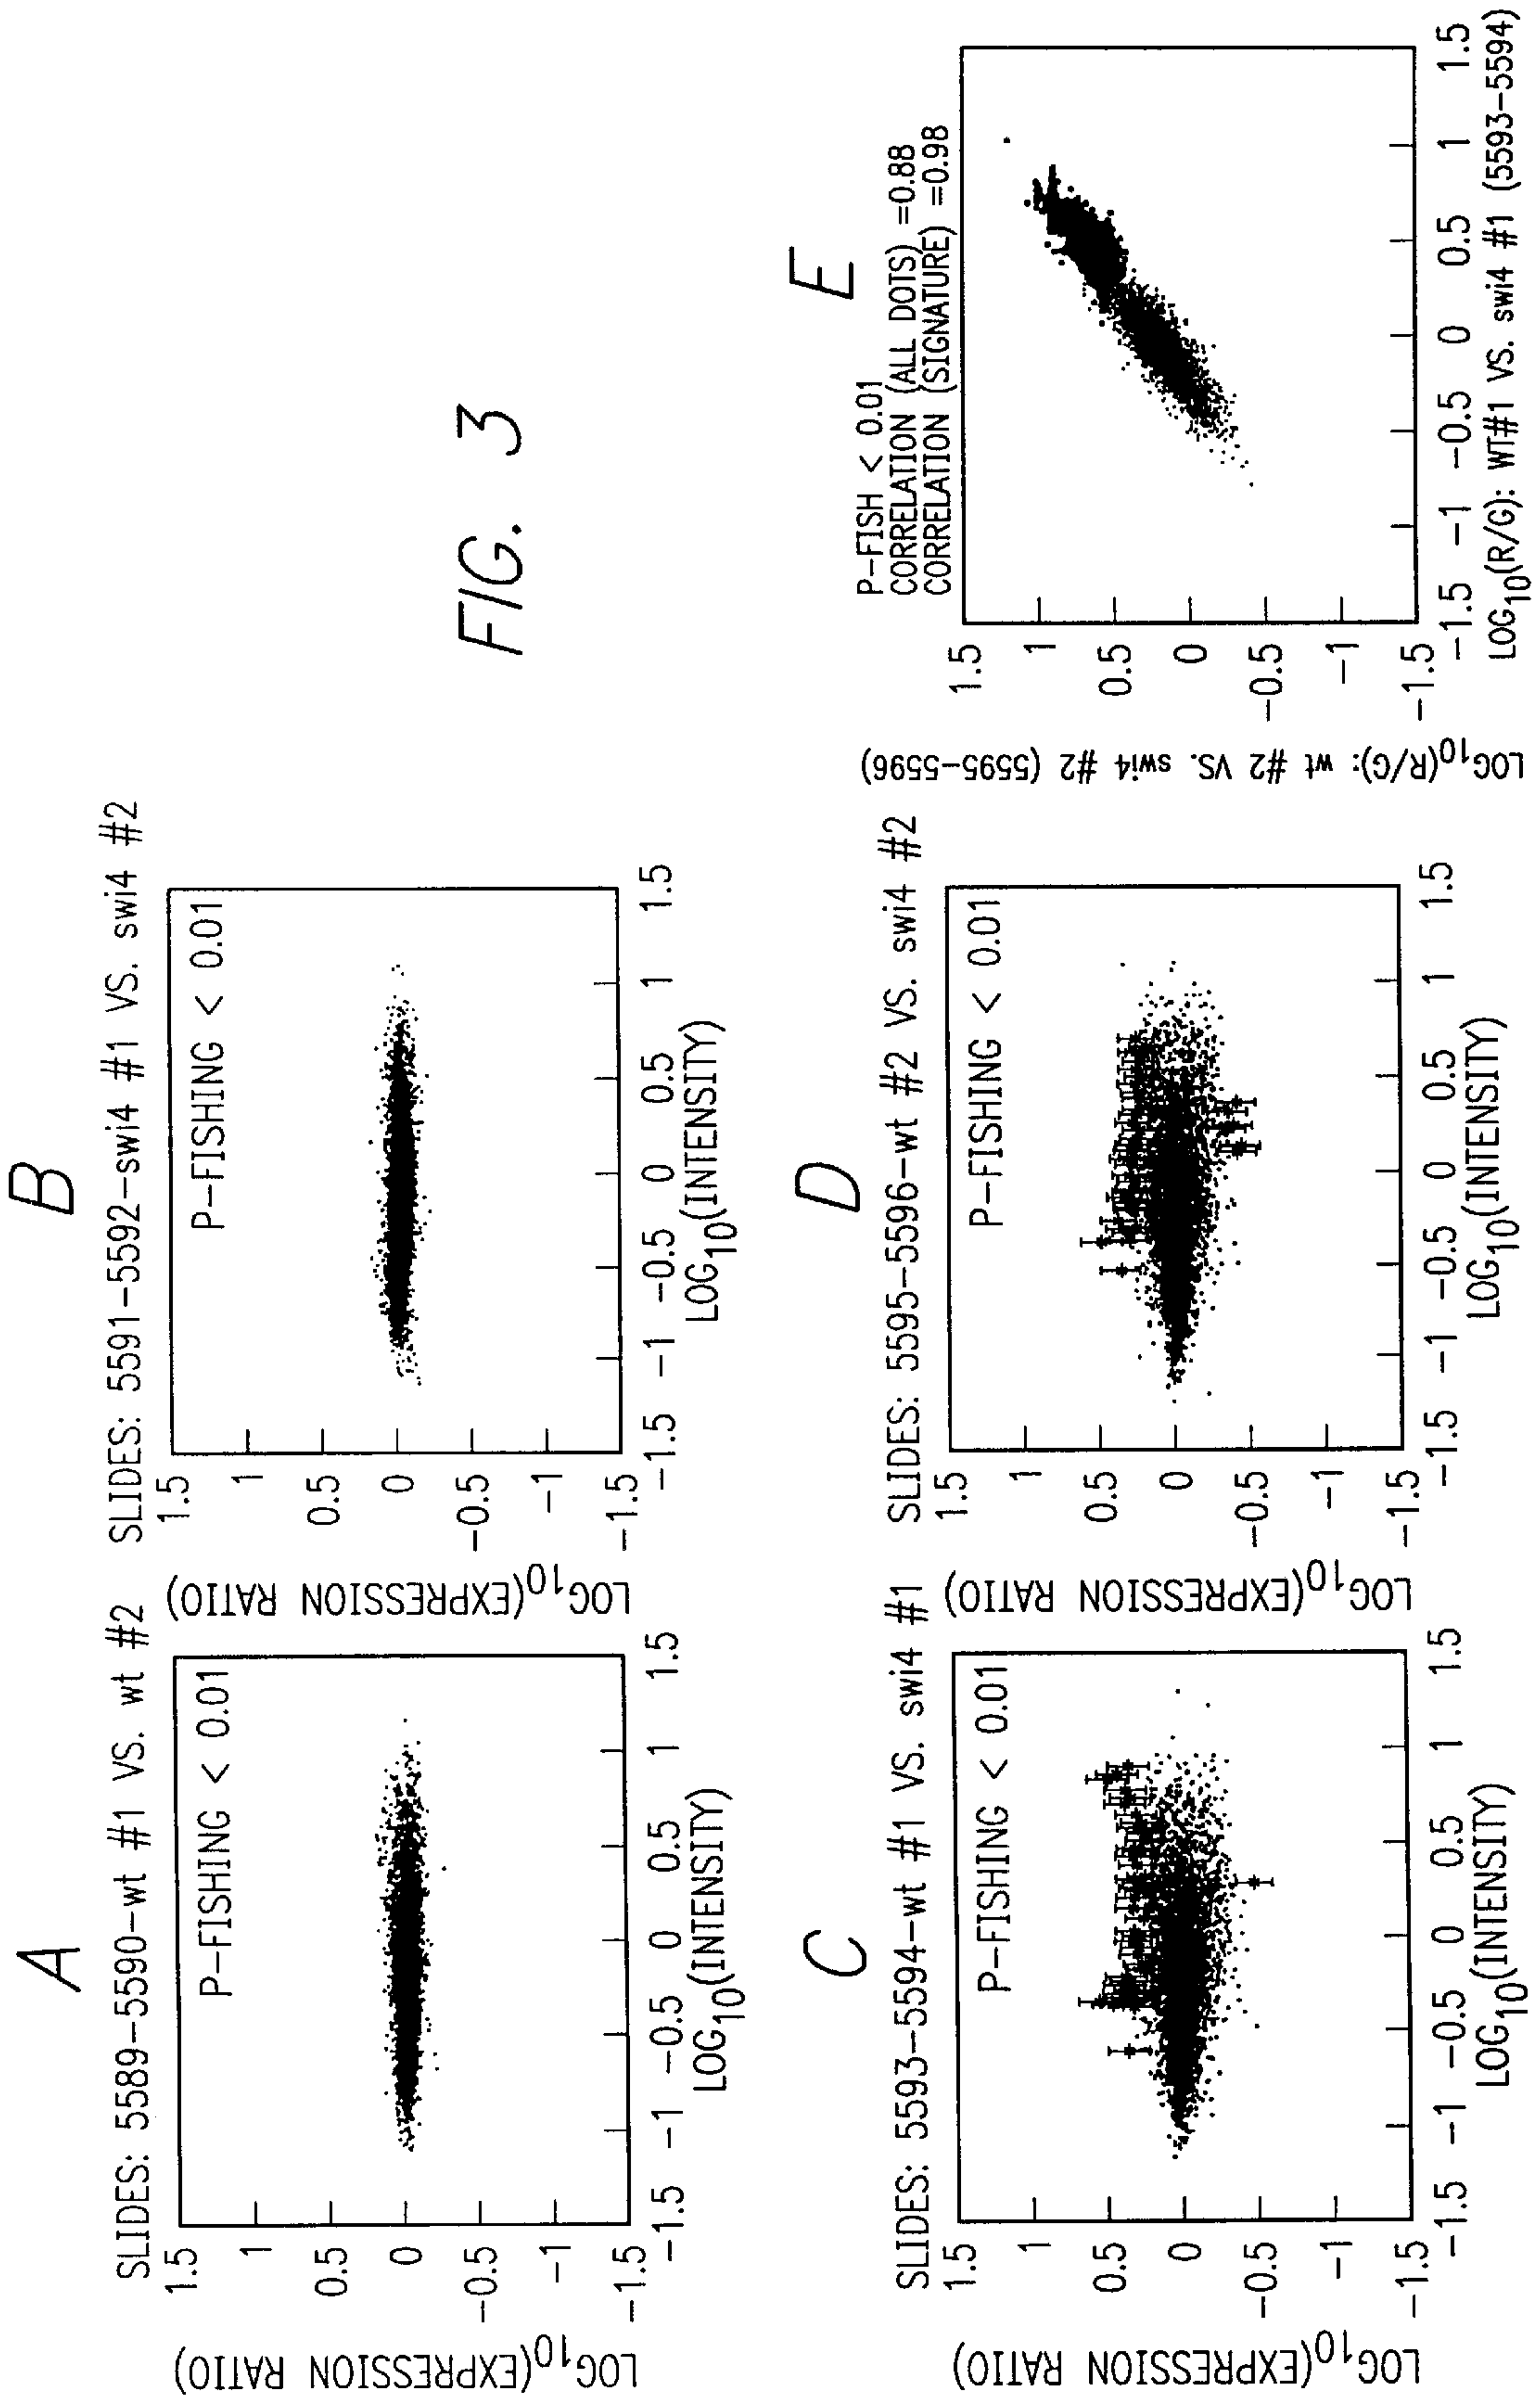 A
SLIDES: 5589-5590-wt #1 VS. wt #2
P-FISHING < 0.01
LOG10(EXPRESSION RATIO)
1.5
1
0.5
0
-0.5
-1
-1.5
-1.5 -1 -0.5 0 0.5 1 1.5
LOG10(INTENSITY)
B
SLIDES: 5591-5592-swi4 #1 VS. swi4 #2
P-FISHING < 0.01
LOG10(EXPRESSION RATIO)
1.5
1
0.5
0
-0.5
-1
-1.5
-1.5 -1 -0.5 0 0.5 1 1.5
LOG10(INTENSITY)
FIG. 3
C
SLIDES: 5593-5594-wt #1 VS. swi4 #1
P-FISHING < 0.01
LOG10(EXPRESSION RATIO)
1.5
1
0.5
0
-0.5
-1
-1.5
-1.5 -1 -0.5 0 0.5 1 1.5
LOG10(INTENSITY)
D
SLIDES: 5595-5596-wt #2 VS. swi4 #2
P-FISHING < 0.01
LOG10(EXPRESSION RATIO)
1.5
1
0.5
0
-0.5
-1
-1.5
-1.5 -1 -0.5 0 0.5 1 1.5
LOG10(INTENSITY)
E
P-FISH < 0.01
CORRELATION (ALL DOTS) =0.88
CORRELATION (SIGNATURE) =0.98
LOG10(R/G): wt #2 VS. swi4 #2 (5595-5596)
1.5
1
0.5
0
-0.5
-1
-1.5
-1.5 -1 -0.5 0 0.5 1 1.5
LOG10(R/G): WT#1 VS. swi4 #1 (5593-5594)